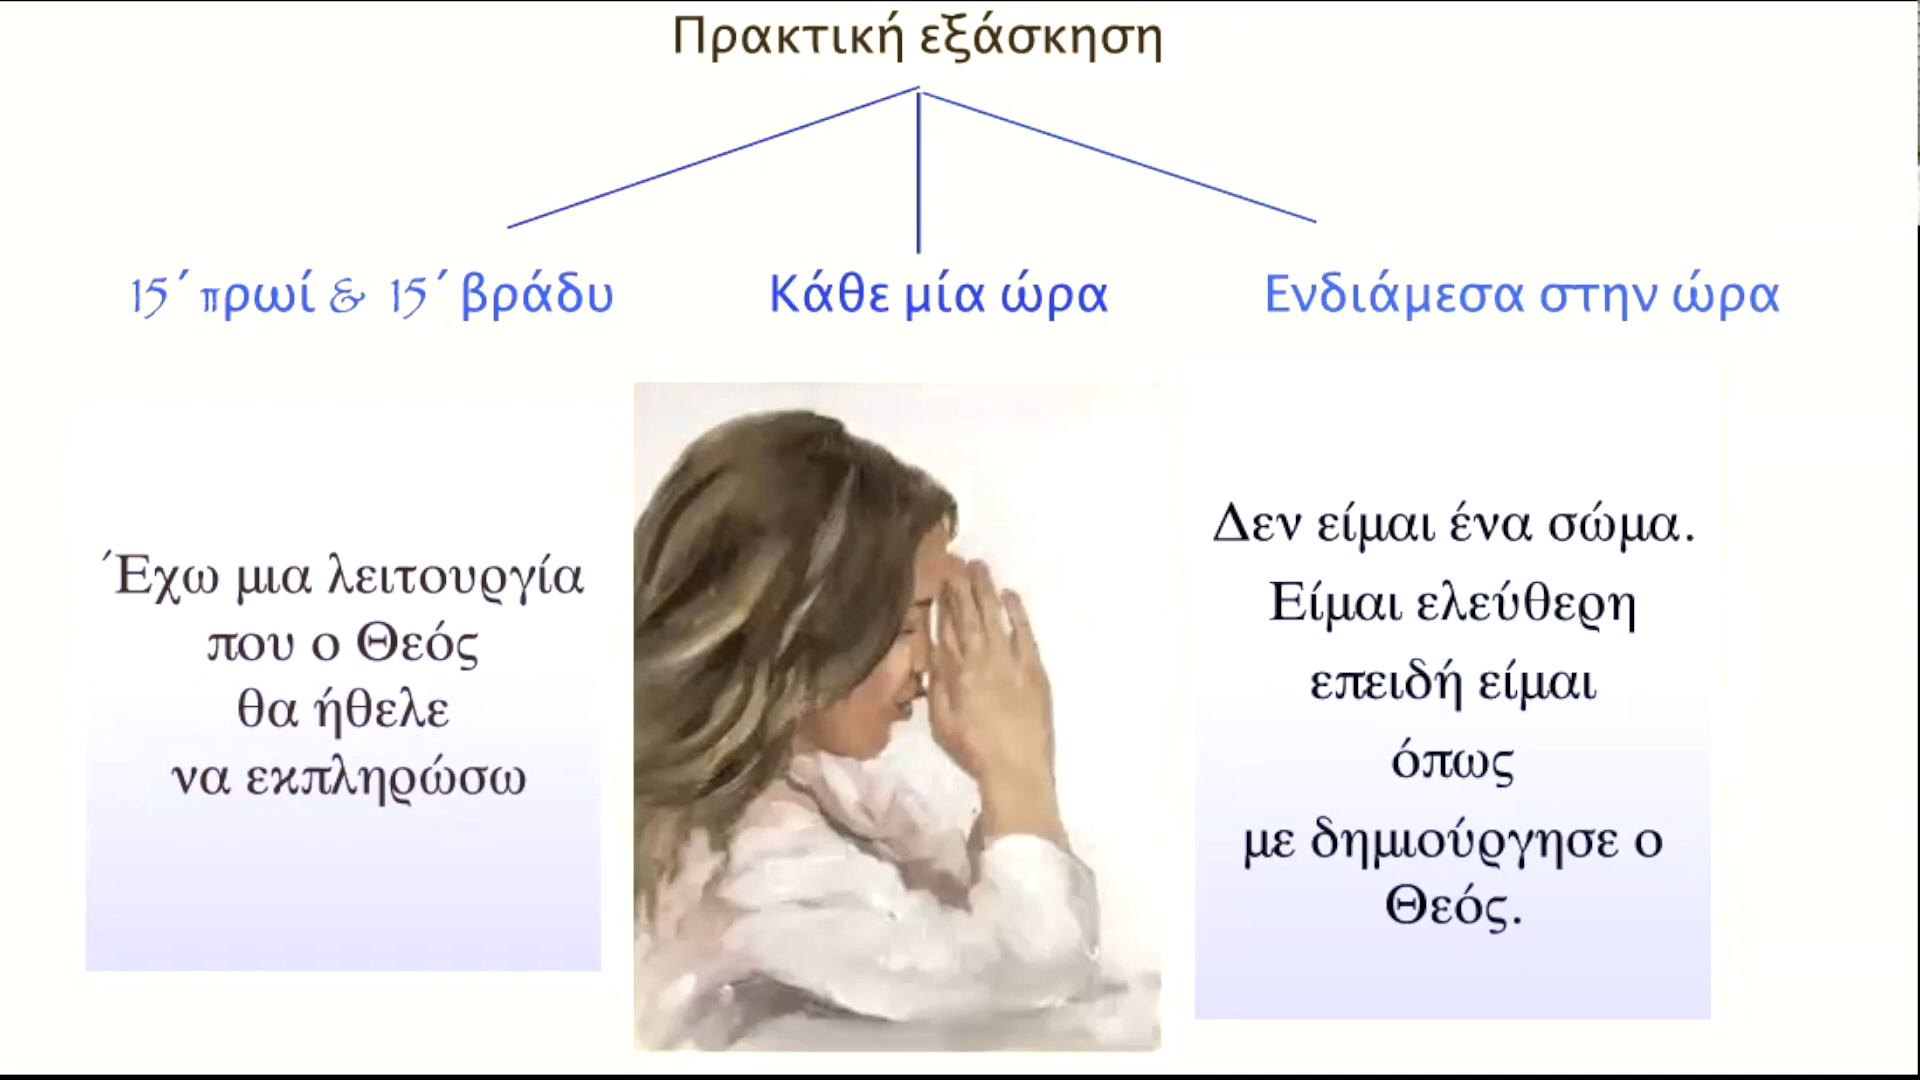 Πρακτική εξάσκηση
15΄ πρωί & 15΄ βράδυ
Κάθε μία ώρα
Ενδιάμεσα στην ώρα
Έχω μια λειτουργία
που ο Θεός
θα ήθελε
να εκπληρώσω
Δεν είμαι ένα σώμα.
Είμαι ελεύθερη
επειδή είμαι
όπως
με δημιούργησε ο
Θεός.